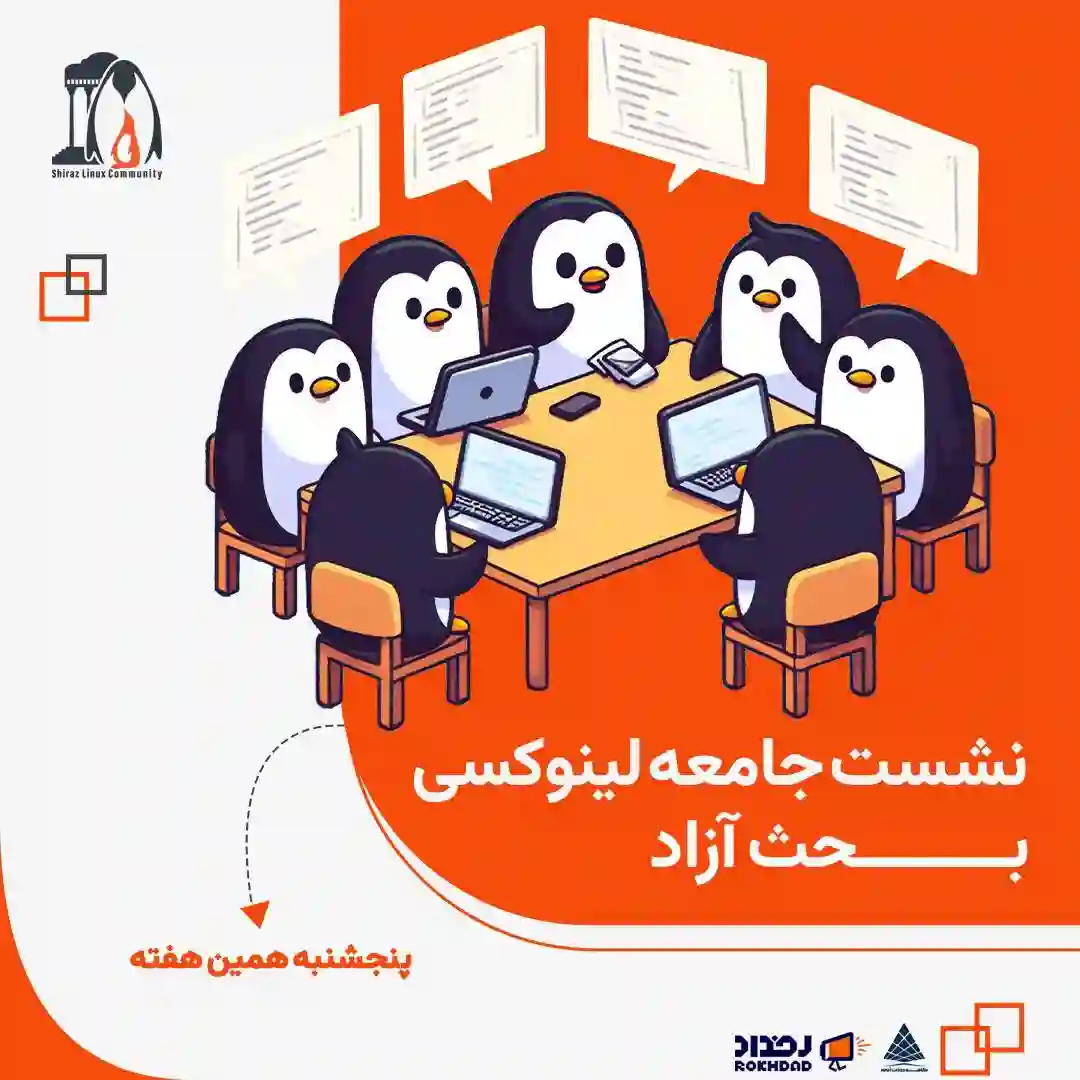 Shiraz Linux Community
نشست جامعه لینوکسی
بحث آزاد
پنجشنبه همین هفته
رخداد
ROKHDAD